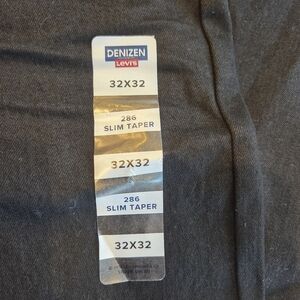 DENIZEN
Levi's
32X32
286
SLIM TAPER
32X32
286
SLIM TAPER
32X32